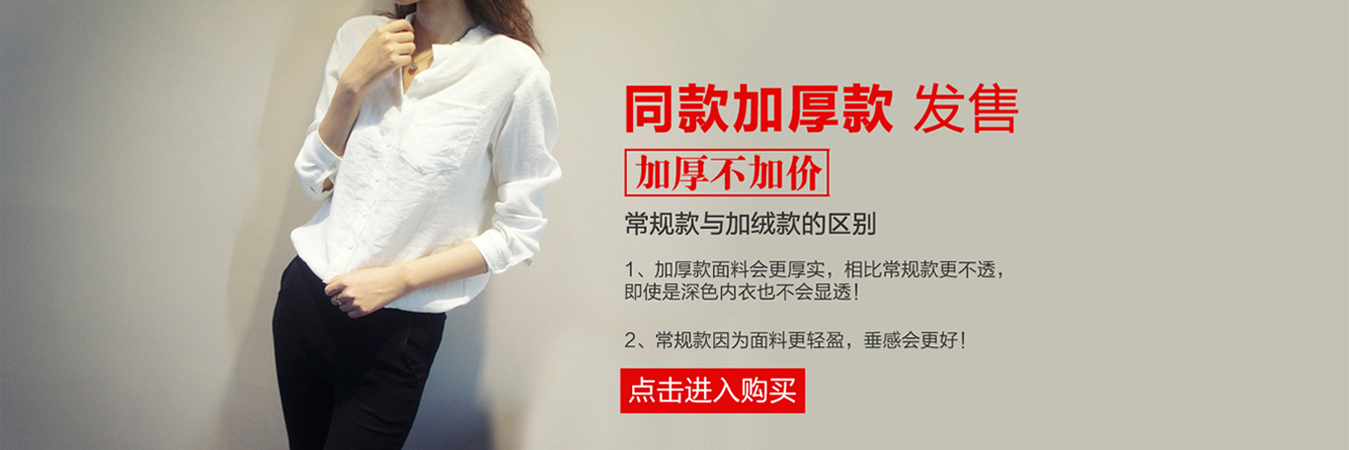 同款加厚款 发售
加厚不加价
常规款与加绒款的区别
1、加厚款面料会更厚实，相比常规款更不透，
即使是深色内衣也不会显透！
2、常规款因为面料更轻盈，垂感会更好！
点击进入购买